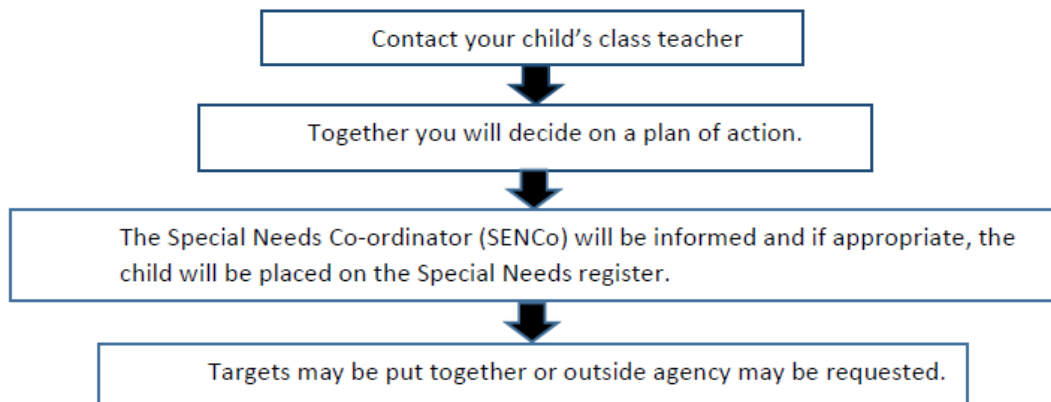 Contact your child’s class teacher
Together you will decide on a plan of action.
The Special Needs Co-ordinator (SENCo) will be informed and if appropriate, the
child will be placed on the Special Needs register.
Targets may be put together or outside agency may be requested.